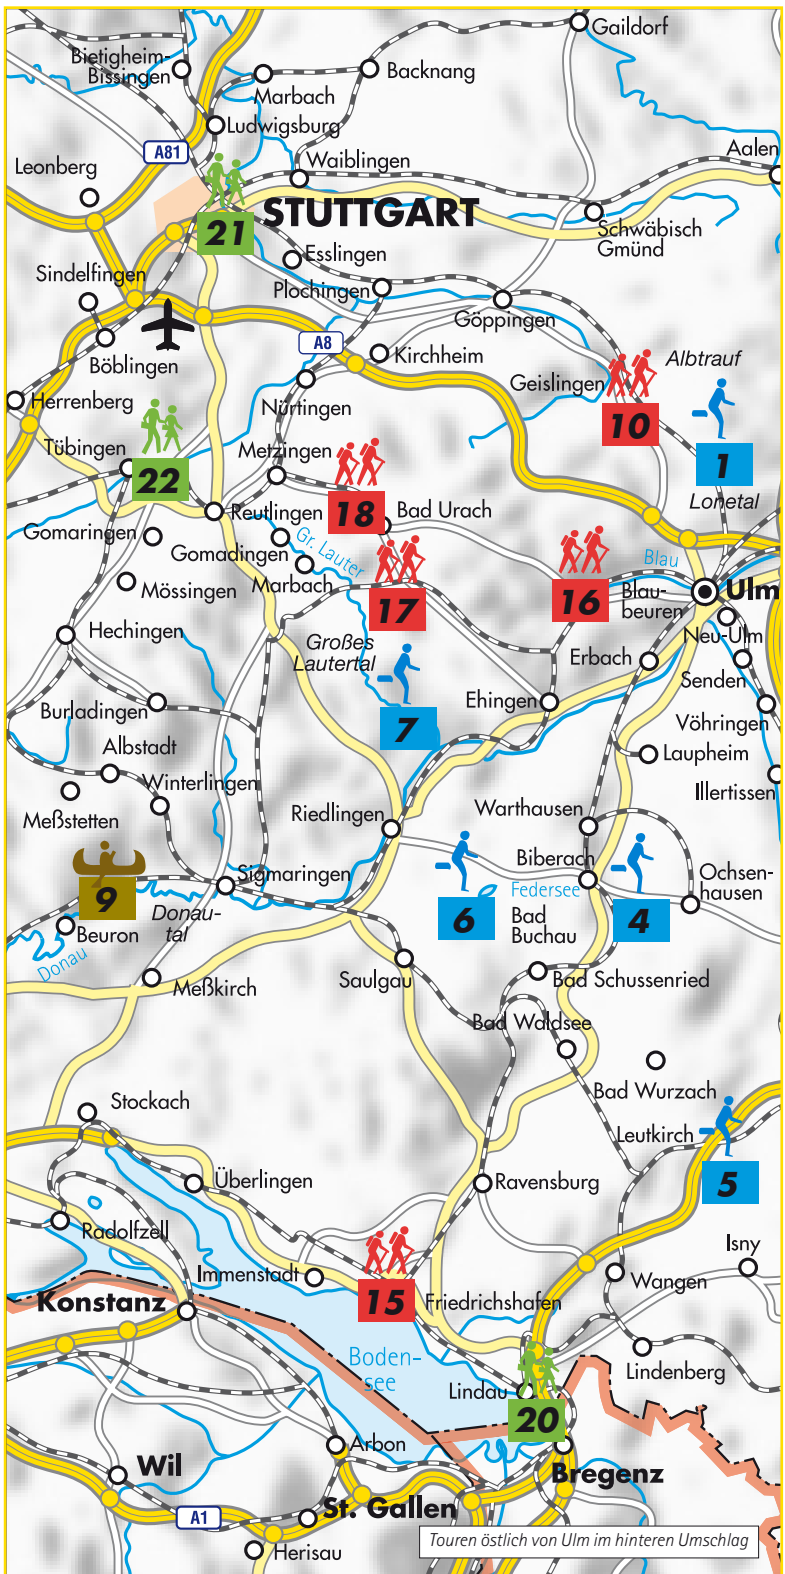 Gaildorf
Bietigheim-
Bissingen
Backnang
Marbach
Ludwigsburg
A81
Waiblingen
Aalen
Leonberg
STUTTGART
21
Schwäbisch
Gmünd
Esslingen
Sindelfingen
Plochingen
Göppingen
A8
Böblingen
Kirchheim
Albtrauf
Geislingen
Herrenberg
Nürtingen
10
Tübingen
Metzingen
1
22
Lonetal
18
Bad Urach
Reutlingen
Gomaringen
Gomadingen
Gr. Lauter
Blau
Marbach
Mössingen
17
16
Blau-
beuren
Ulm
Hechingen
Großes
Lautertal
Neu-Ulm
Erbach
Senden
Burladingen
Ehingen
7
Vöhringen
Albstadt
Laupheim
Winterlingen
Illertissen
Meßstetten
Riedlingen
Warthausen
Biberach
Sigmaringen
Ochsen-
hausen
9
Federsee
Donau-
tal
6
Bad
Buchau
4
Beuron
Donau
Meßkirch
Saulgau
Bad Schussenried
Bad Waldsee
Bad Wurzach
Stockach
Leutkirch
Überlingen
Ravensburg
5
Radolfzell
Isny
Immenstadt
Wangen
Konstanz
15
Friedrichshafen
Boden-
see
Lindenberg
Lindau
20
Arbon
Wil
Bregenz
A1
St. Gallen
Touren östlich von Ulm im hinteren Umschlag
Herisau